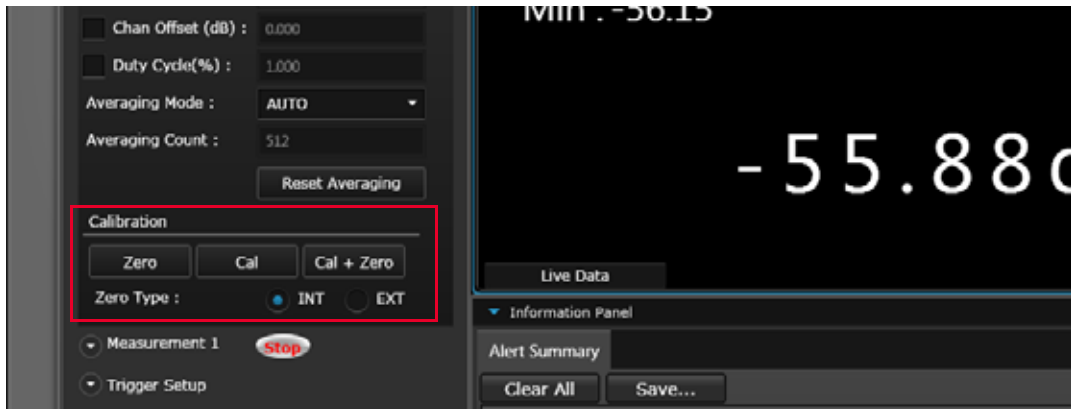 Chan Offset (dB) : 0.000
Duty Cycle(%) : 1.000
Averaging Mode : AUTO
Averaging Count : 512
Reset Averaging
Calibration
Zero Cal Cal + Zero
Zero Type : INT EXT
Measurement 1 Stop
Trigger Setup
Min : -56.15
-55.88d
Live Data
Information Panel
Alert Summary
Clear All Save...